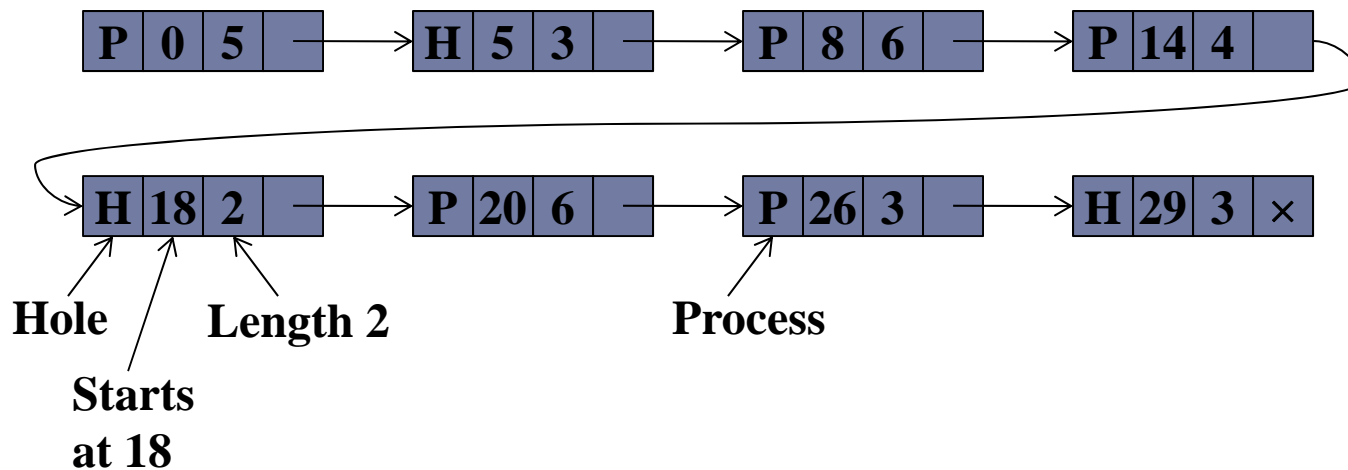 P 0 5 H 5 3 P 8 6 P 14 4
H 18 2 P 20 6 P 26 3 H 29 3 ×
Hole Length 2 Process
Starts
at 18